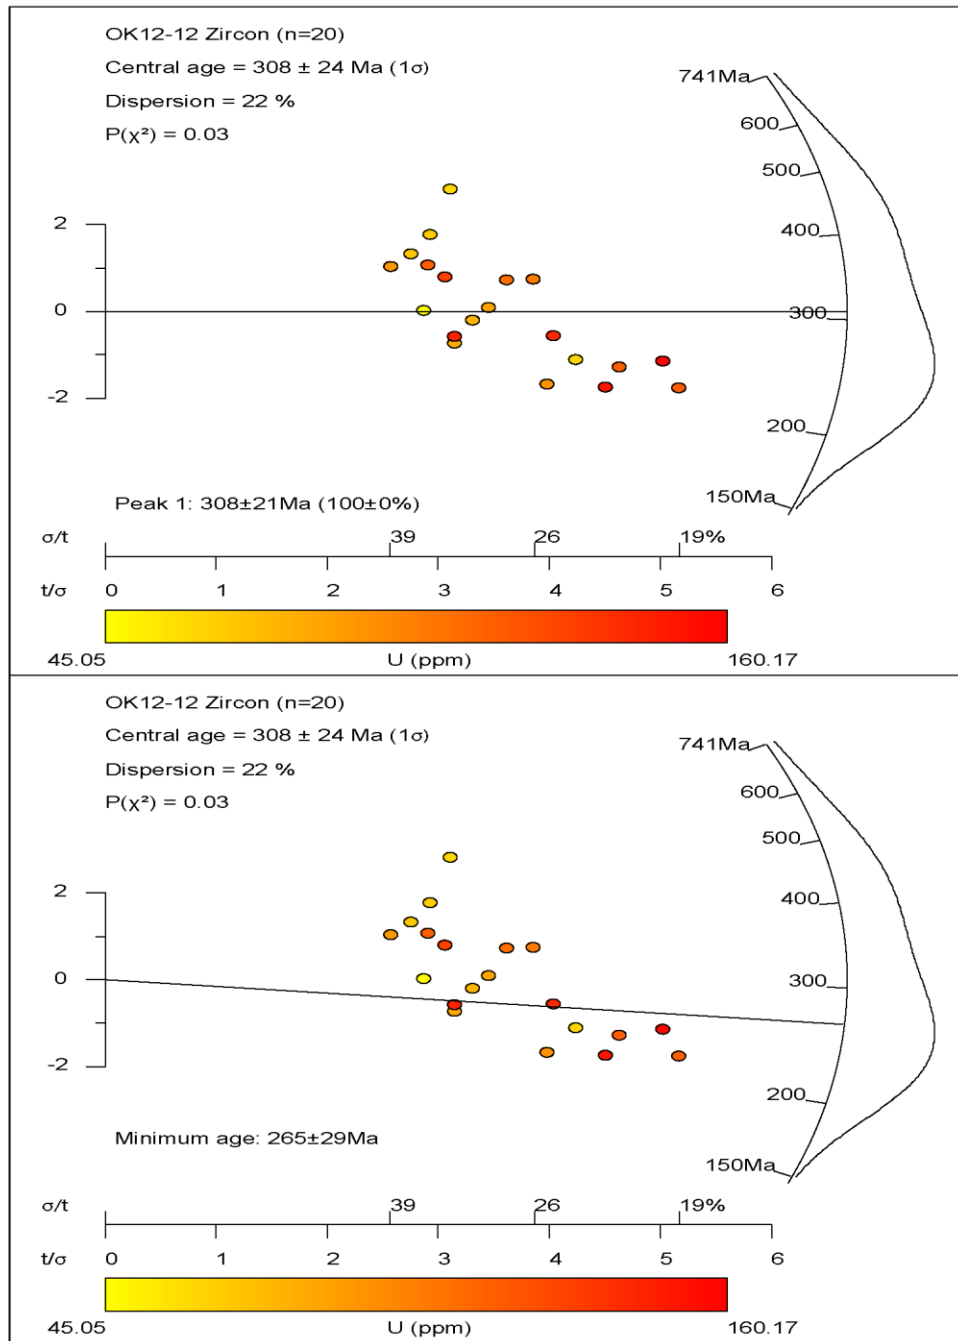 OK12-12 Zircon (n=20)
Central age = 308 ± 24 Ma (1σ)
Dispersion = 22 %
P(χ²) = 0.03
741Ma
600
500
400
300
200
150Ma
2
0
-2
Peak 1: 308±21Ma (100±0%)
σ/t 39 26 19%
t/σ 0 1 2 3 4 5 6
45.05 U (ppm) 160.17
OK12-12 Zircon (n=20)
Central age = 308 ± 24 Ma (1σ)
Dispersion = 22 %
P(χ²) = 0.03
741Ma
600
500
400
300
200
150Ma
2
0
-2
Minimum age: 265±29Ma
σ/t 39 26 19%
t/σ 0 1 2 3 4 5 6
45.05 U (ppm) 160.17